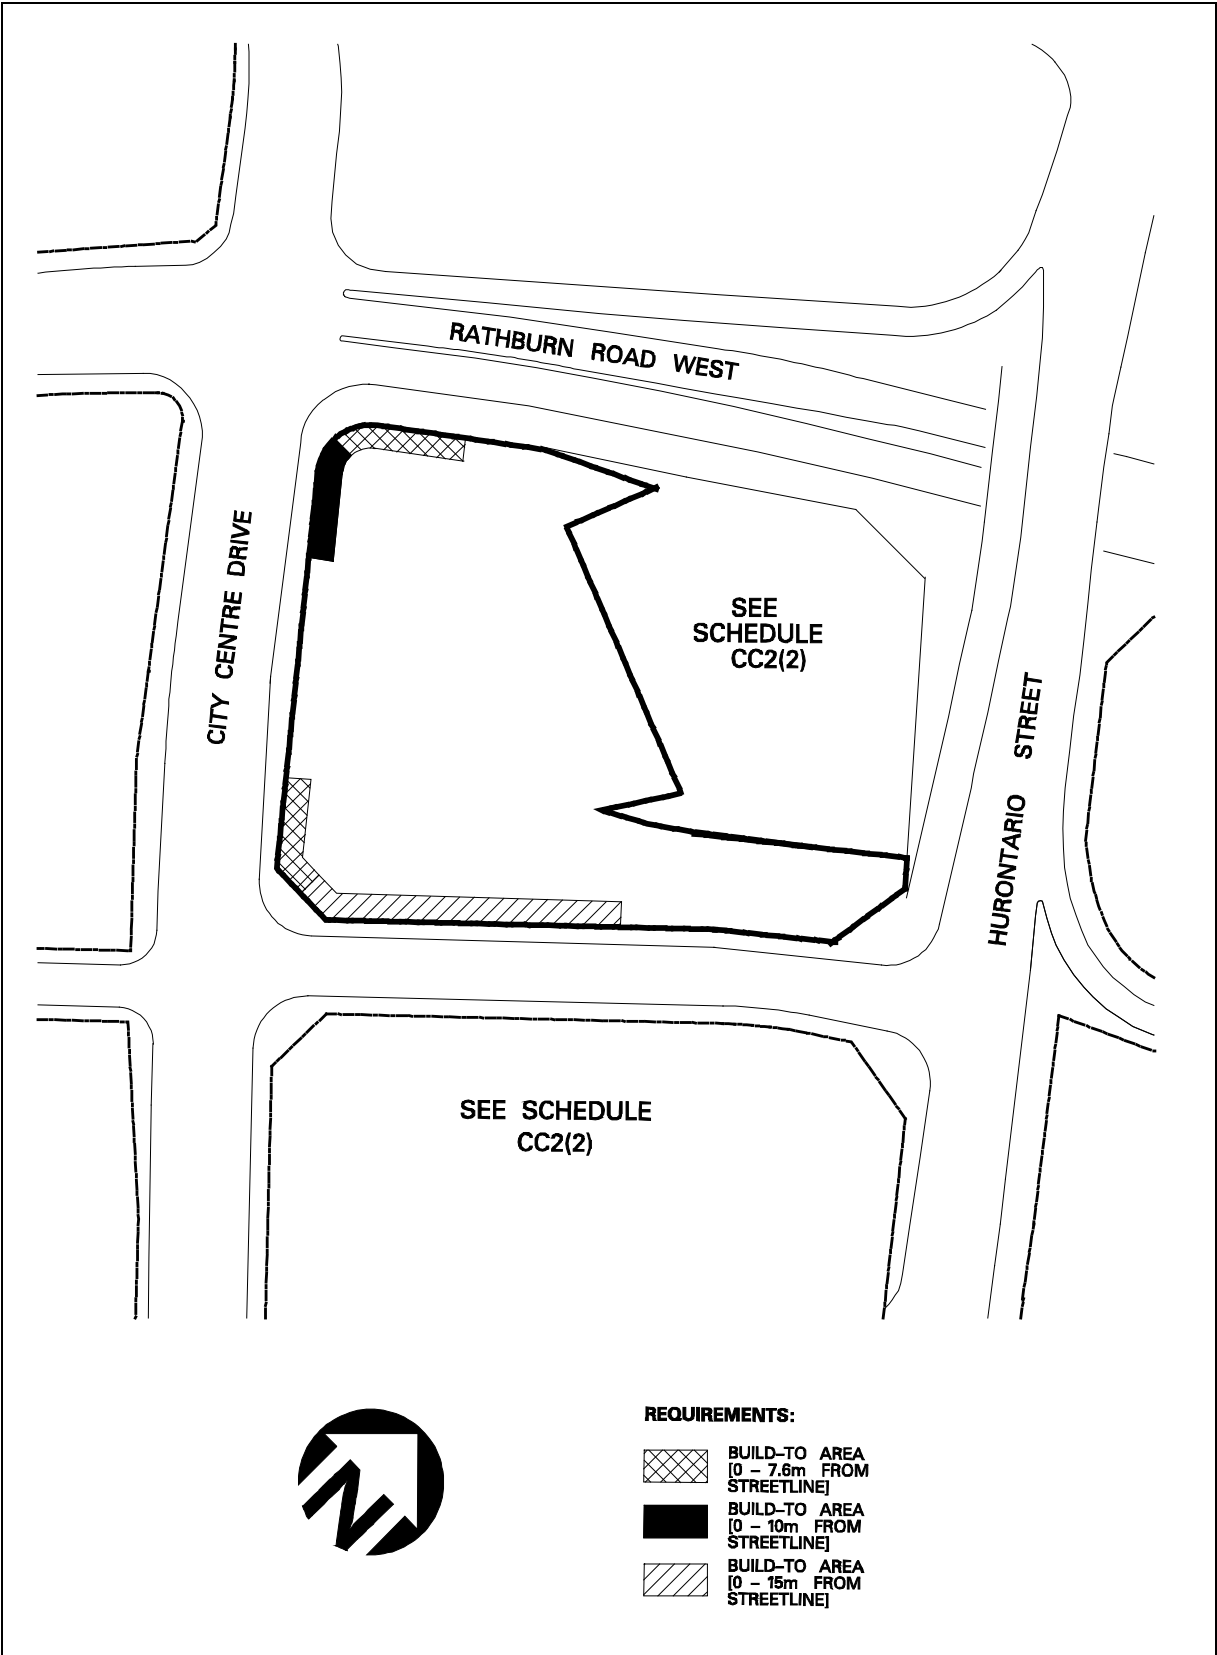 RATHBURN ROAD WEST
CITY CENTRE DRIVE
SEE
SCHEDULE
CC2(2)
HURONTARIO STREET
SEE SCHEDULE
CC2(2)
N
REQUIREMENTS:
BUILD–TO AREA
[0 – 7.6m FROM
STREETLINE]
BUILD–TO AREA
[0 – 10m FROM
STREETLINE]
BUILD–TO AREA
[0 – 15m FROM
STREETLINE]